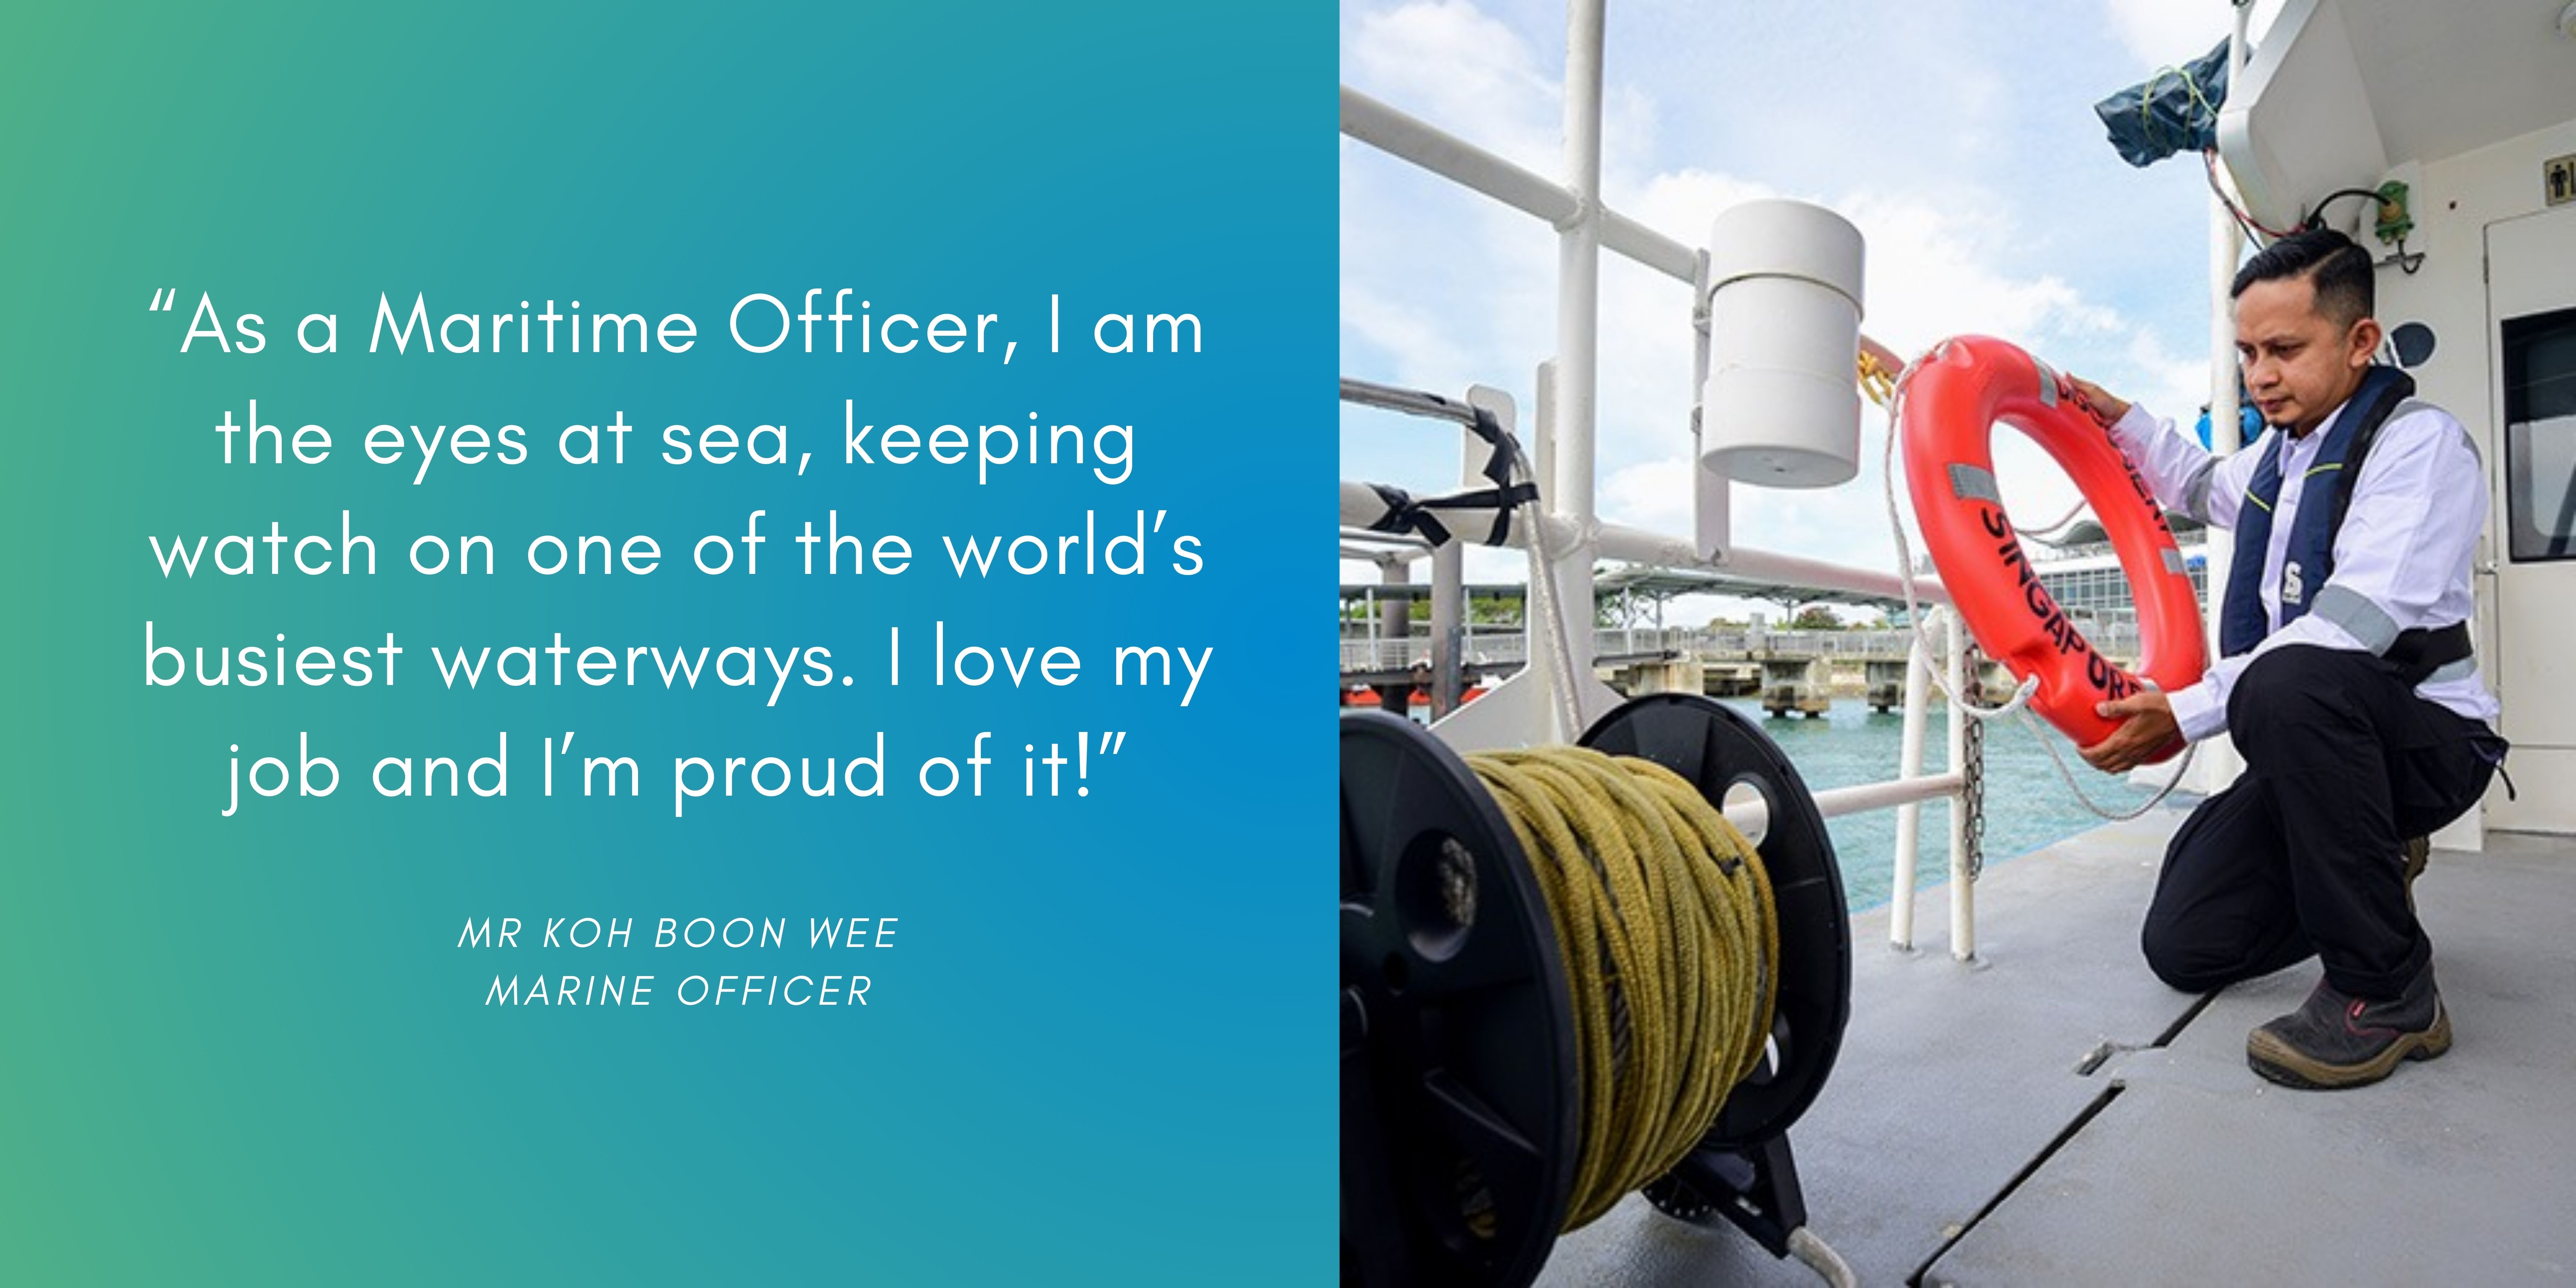 “As a Maritime Officer, I am
the eyes at sea, keeping
watch on one of the world’s
busiest waterways. I love my
job and I’m proud of it!”
MR KOH BOON WEE
MARINE OFFICER
SINGAPORE